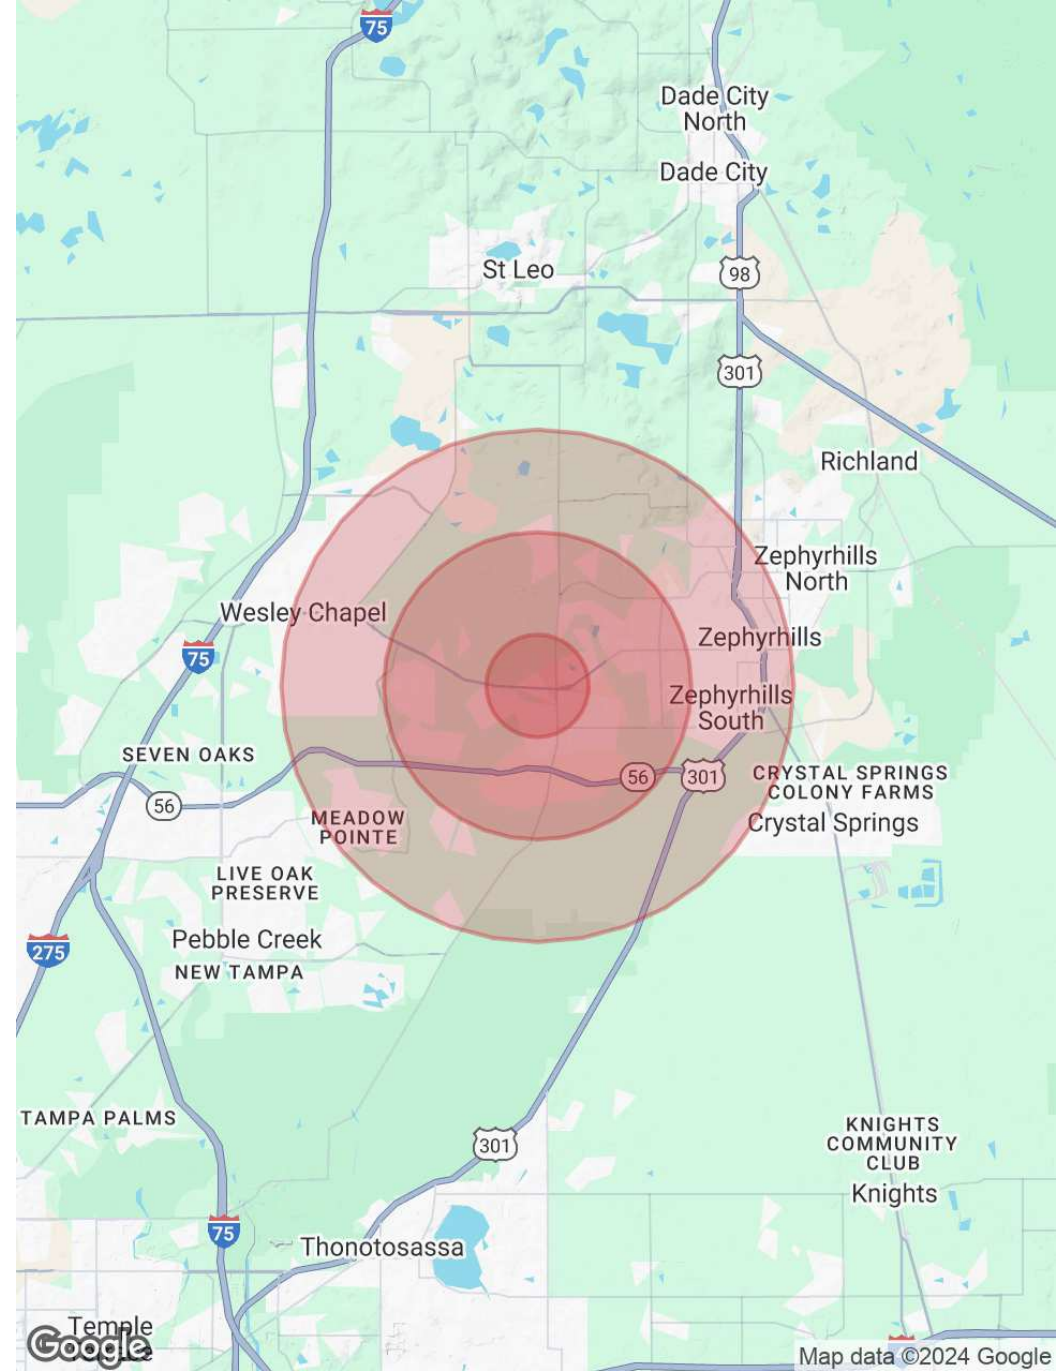 75
Dade City
North
Dade City
St Leo
98
301
Richland
Zephyrhills
North
Wesley Chapel
Zephyrhills
75
Zephyrhills
South
SEVEN OAKS
56
301
CRYSTAL SPRINGS
COLONY FARMS
56
MEADOW
POINTE
Crystal Springs
LIVE OAK
PRESERVE
Pebble Creek
275
NEW TAMPA
TAMPA PALMS
301
KNIGHTS
COMMUNITY
CLUB
Knights
75
Thonotosassa
Temple
Google
Map data ©2024 Google